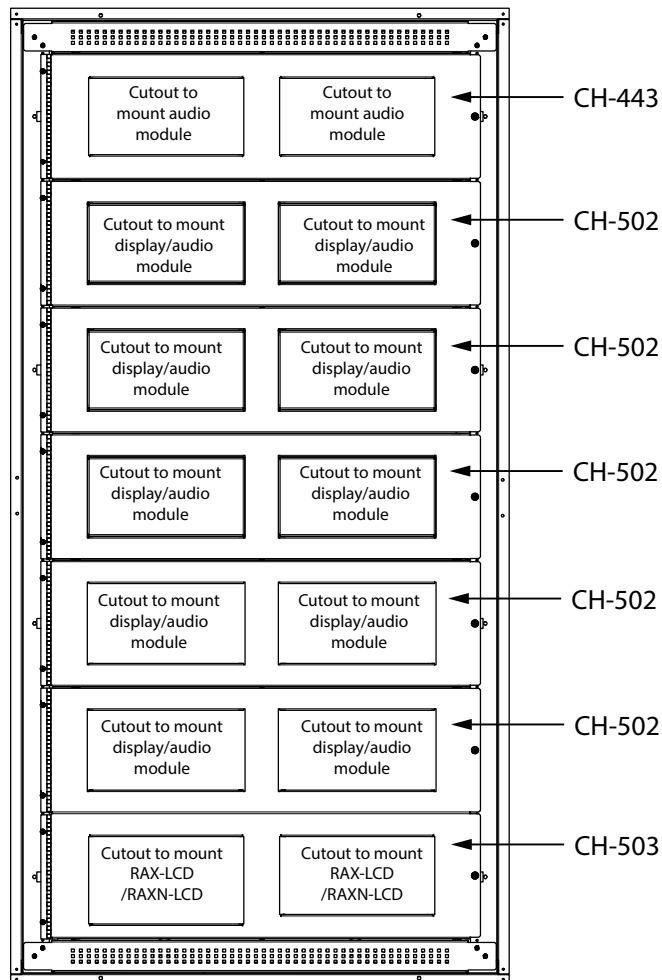 Cutout to
mount audio
module
Cutout to
mount audio
module
CH-443
Cutout to mount
display/audio
module
Cutout to mount
display/audio
module
CH-502
Cutout to mount
display/audio
module
Cutout to mount
display/audio
module
CH-502
Cutout to mount
display/audio
module
Cutout to mount
display/audio
module
CH-502
Cutout to mount
display/audio
module
Cutout to mount
display/audio
module
CH-502
Cutout to mount
display/audio
module
Cutout to mount
display/audio
module
CH-502
Cutout to mount
RAX-LCD
/RAXN-LCD
Cutout to mount
RAX-LCD
/RAXN-LCD
CH-503